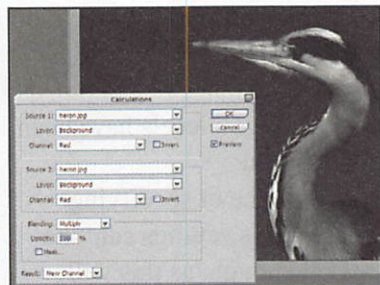 Calculations
Source 1: heron.jpg
OK
Layer: Background
Cancel
Channel: Red Invert
Preview
Source 2: heron.jpg
Layer: Background
Channel: Red Invert
Blending: Multiply
Opacity: 100 %
Mask...
Result: New Channel